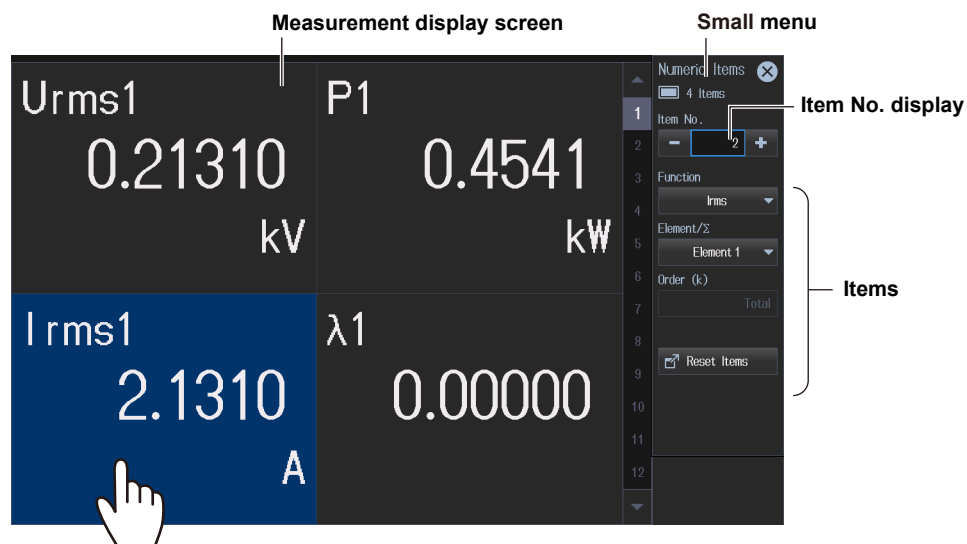 Measurement display screen
Small menu
Urms1
0.21310
kV
P1
0.4541
kW
Irms1
2.1310
A
λ1
0.00000
1
2
3
4
5
6
7
8
9
10
11
12
Numeric Items
4 Items
Item No.
2
Function
Irms
Element/Σ
Element 1
Order (k)
Total
Reset Items
Item No. display
Items